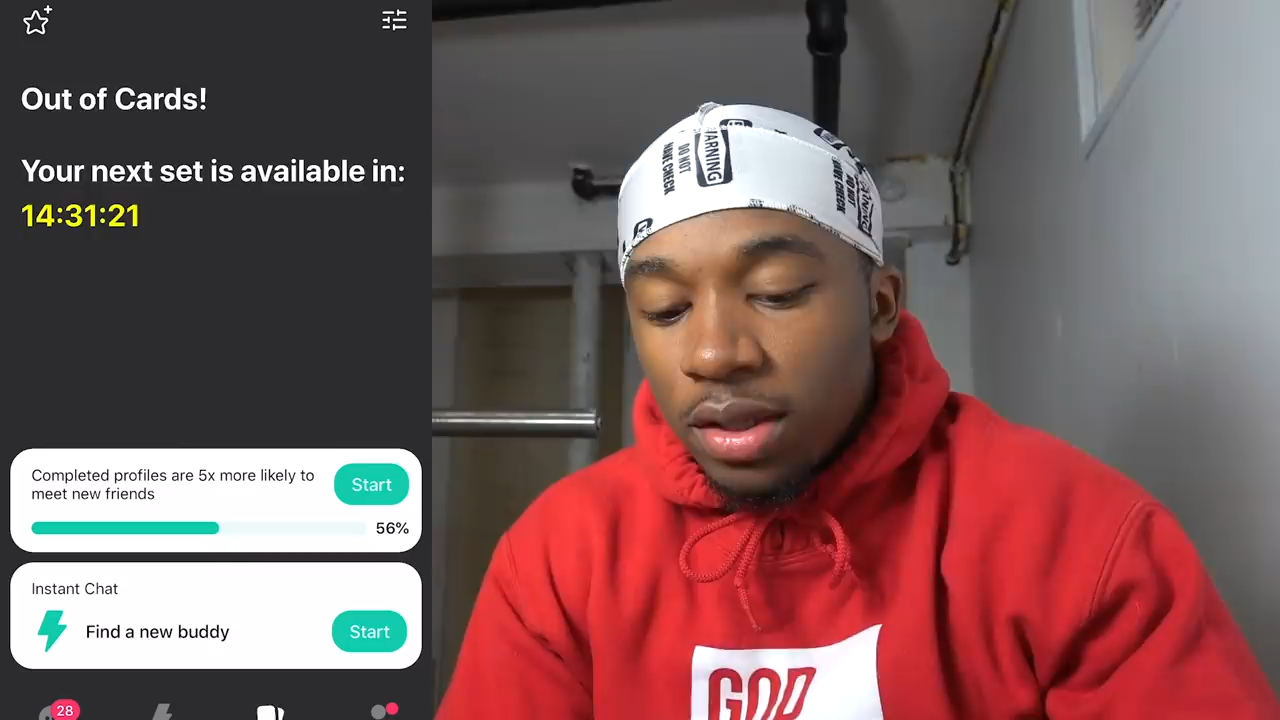 Out of Cards!
Your next set is available in:
14:31:21
Completed profiles are 5x more likely to
meet new friends
Start
56%
Instant Chat
Find a new buddy
Start
28
WARNING
DO NOT
GOD